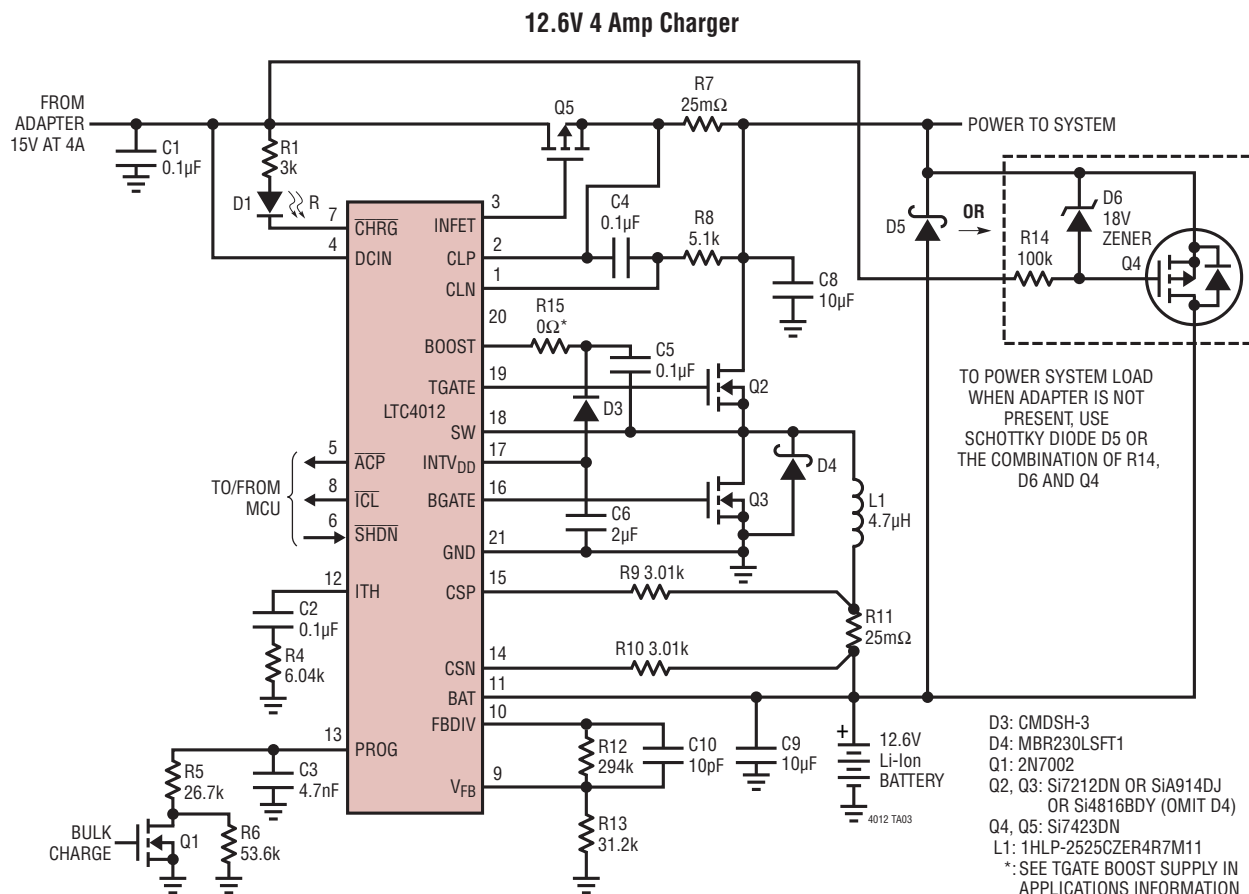 12.6V 4 Amp Charger
FROM
ADAPTER
15V AT 4A
C1
0.1µF
R1
3k
D1
R
Q5
R7
25mΩ
POWER TO SYSTEM
7
CHRG
4
DCIN
3
INFET
2
CLP
1
CLN
C4
0.1µF
R8
5.1k
C8
10µF
D5
OR
R14
100k
D6
18V
ZENER
Q4
20
BOOST
R15
0Ω*
C5
0.1µF
19
TGATE
Q2
LTC4012
D3
18
SW
17
INTVDD
D4
16
BGATE
Q3
C6
2µF
21
GND
L1
4.7µH
TO POWER SYSTEM LOAD
WHEN ADAPTER IS NOT
PRESENT, USE
SCHOTTKY DIODE D5 OR
THE COMBINATION OF R14,
D6 AND Q4
TO/FROM
MCU
5
ACP
8
ICL
6
SHDN
15
CSP
R9 3.01k
R11
25mΩ
12
ITH
C2
0.1µF
R4
6.04k
14
CSN
R10 3.01k
11
BAT
10
FBDIV
R12
294k
C10
10pF
C9
10µF
+
12.6V
Li-Ion
BATTERY
13
PROG
R5
26.7k
C3
4.7nF
9
VFB
R13
31.2k
BULK
CHARGE
Q1
R6
53.6k
4012 TA03
D3: CMDSH-3
D4: MBR230LSFT1
Q1: 2N7002
Q2, Q3: Si7212DN OR SiA914DJ
OR Si4816BDY (OMIT D4)
Q4, Q5: Si7423DN
L1: 1HLP-2525CZER4R7M11
*: SEE TGATE BOOST SUPPLY IN
APPLICATIONS INFORMATION